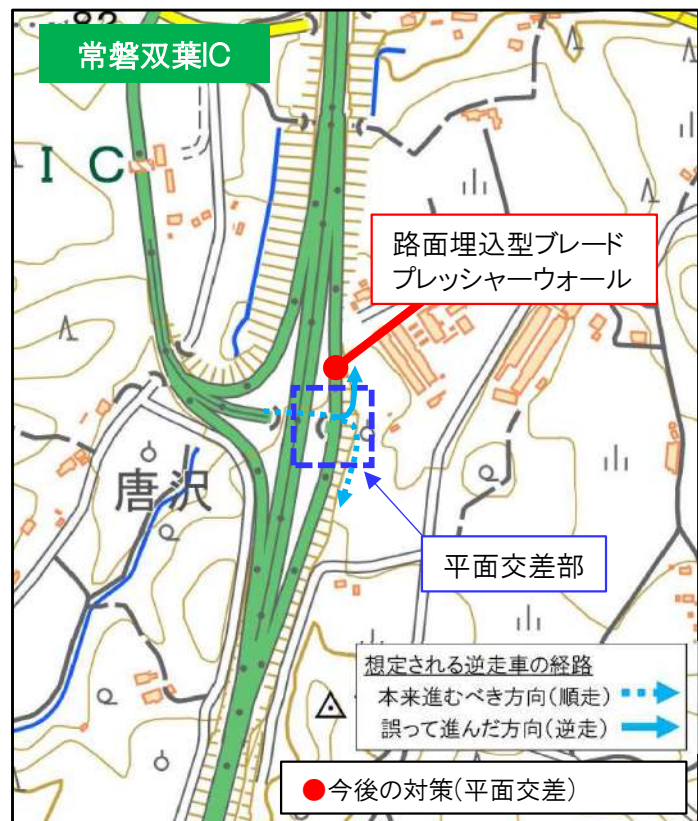 常磐双葉IC
I C
路面埋込型ブレード
プレッシャーウォール
唐沢
平面交差部
想定される逆走車の経路
本来進むべき方向(順走)
誤って進んだ方向(逆走)
●今後の対策(平面交差)